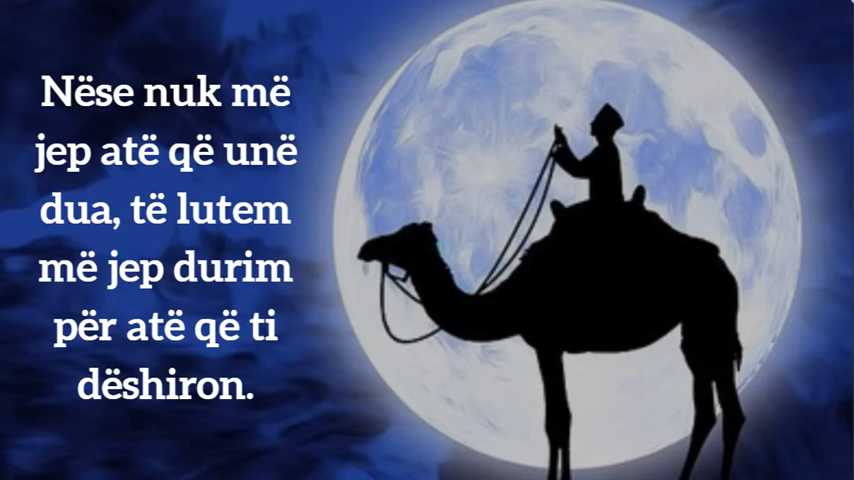 Nëse nuk më
jep atë që unë
dua, të lutem
më jep durim
për atë që ti
dëshiron.